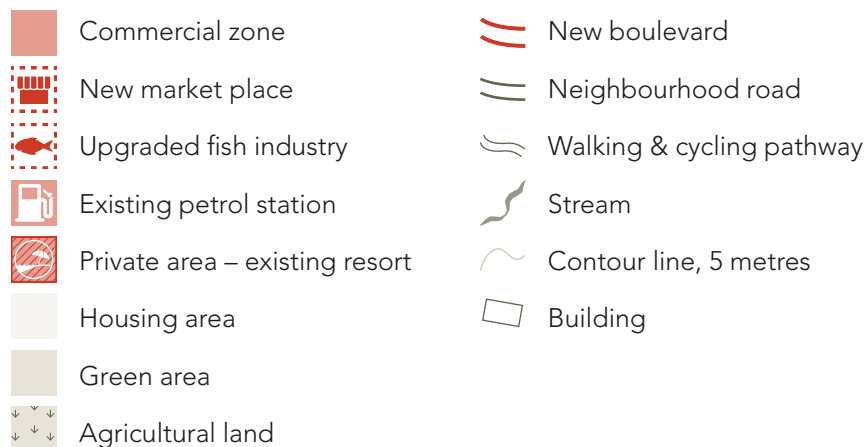 Commercial zone
New market place
Upgraded fish industry
Existing petrol station
Private area – existing resort
Housing area
Green area
Agricultural land
New boulevard
Neighbourhood road
Walking & cycling pathway
Stream
Contour line, 5 metres
Building